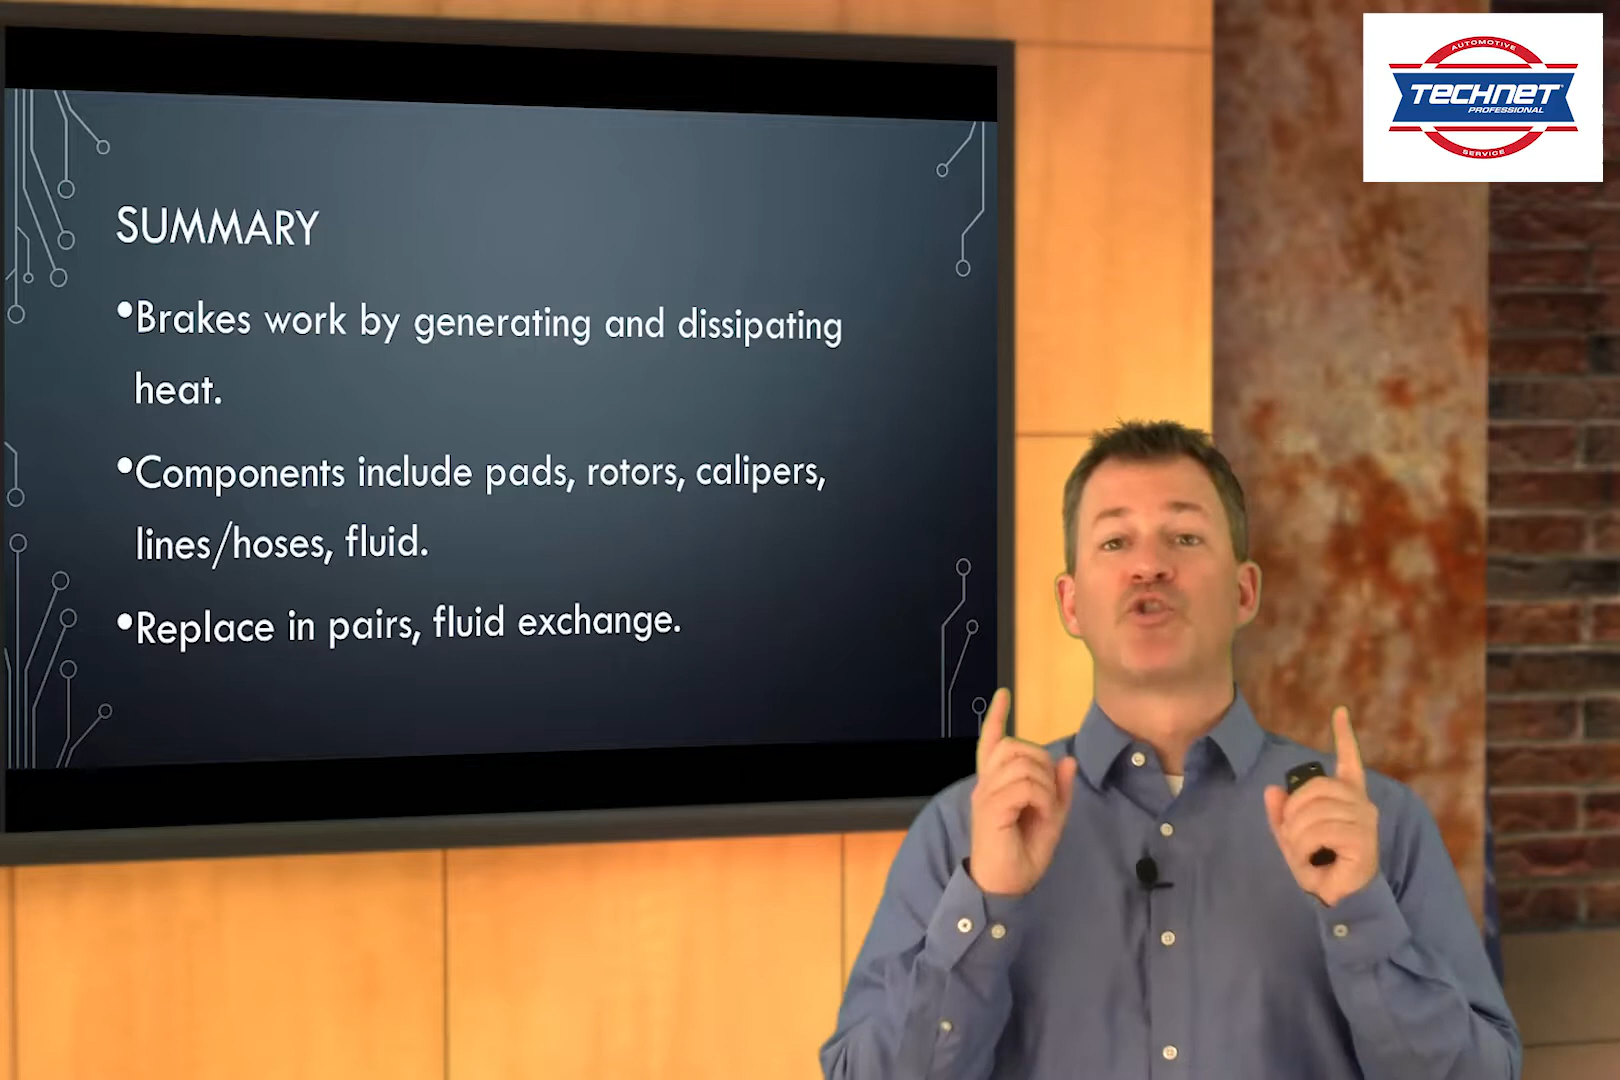 AUTOMOTIVE
TECHNET
PROFESSIONAL
SERVICE
SUMMARY
•Brakes work by generating and dissipating
heat.
•Components include pads, rotors, calipers,
lines/hoses, fluid.
•Replace in pairs, fluid exchange.